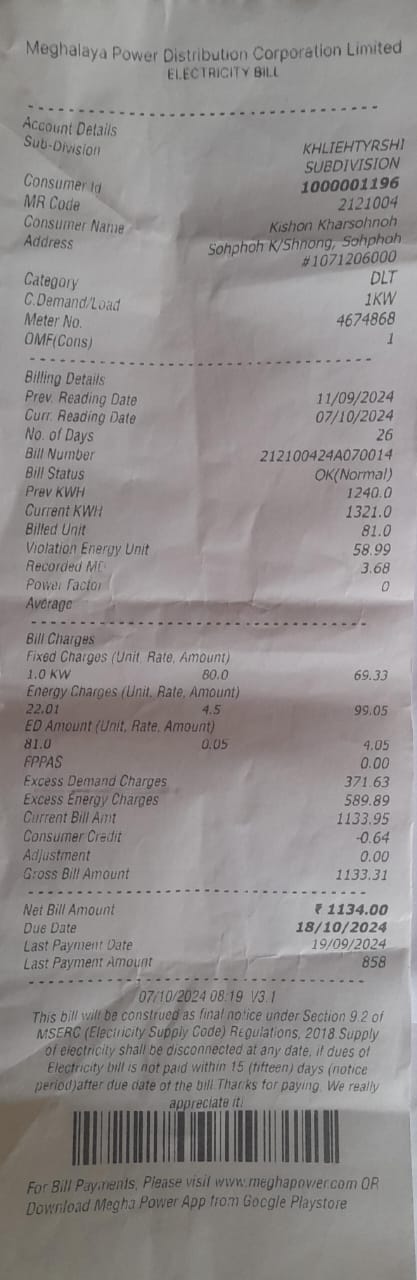 Meghalaya Power Distribution Corporation Limited
ELECTRICITY BILL
Account Details
Sub-Division KHLIEHTYRSHI
SUBDIVISION
Consumer Id 1000001196
MR Code 2121004
Consumer Name Kishon Kharsohnoh
Address Sohphoh K/Shnong, Sohphoh
#1071206000
Category DLT
C.Demand/Load 1KW
Meter No. 4674868
OMF(Cons) 1
Billing Details
Prev. Reading Date 11/09/2024
Curr. Reading Date 07/10/2024
No. of Days 26
Bill Number 212100424A070014
Bill Status OK(Normal)
Prev KWH 1240.0
Current KWH 1321.0
Billed Unit 81.0
Violation Energy Unit 58.99
Recorded MD 3.68
Power Factor 0
Average
Bill Charges
Fixed Charges (Unit, Rate, Amount)
1.0 KW 80.0 69.33
Energy Charges (Unit, Rate, Amount)
22.01 4.5 99.05
ED Amount (Unit, Rate, Amount)
81.0 0.05 4.05
FPPAS 0.00
Excess Demand Charges 371.63
Excess Energy Charges 589.89
Current Bill Amt 1133.95
Consumer Credit -0.64
Adjustment 0.00
Gross Bill Amount 1133.31
Net Bill Amount ₹ 1134.00
Due Date 18/10/2024
Last Payment Date 19/09/2024
Last Payment Amount 858
07/10/2024 08:19 V3.1
This bill will be construed as final notice under Section 9.2 of
MSERC (Electricity Supply Code) Regulations, 2018.Supply
of electricity shall be disconnected at any date, if dues of
Electricity bill is not paid within 15 (fifteen) days (notice
period)after due date of the bill.Thanks for paying. We really
appreciate it!
For Bill Payments, Please visit www.meghapower.com OR
Download Megha Power App from Google Playstore